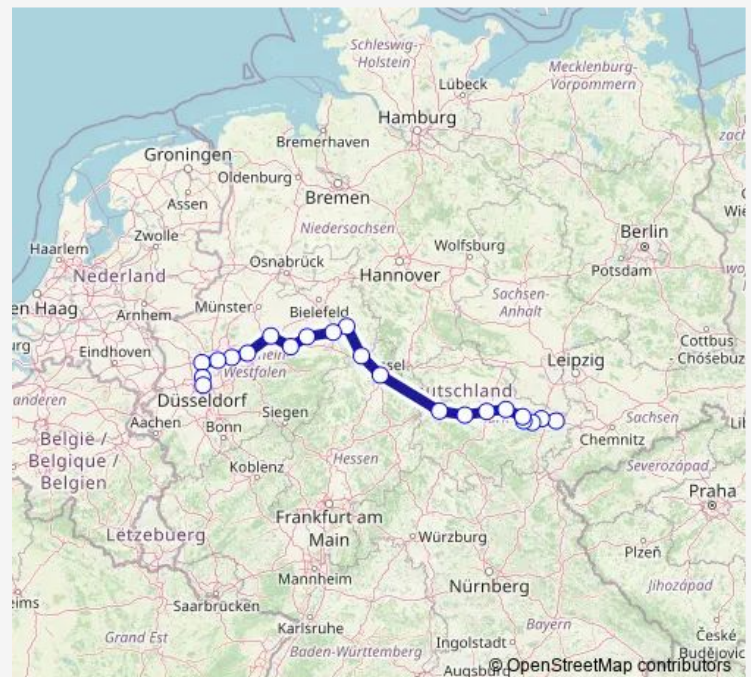 Schleswig-
Holstein
Mecklenburg-
Vorpommern
Lübeck
Hamburg
Bremerhaven
Groningen
Oldenburg
Assen
Bremen
Zwolle
Niedersachsen
Berlin
Haarlem
Nederland
Osnabrück
Wolfsburg
Hannover
Potsdam
en Haag
Arnhem
Münster
Bielefeld
Sachsen-
Anhalt
Cottbus
- Chóśebuz
Eindhoven
Westfalen
Leipzig
Düsseldorf
Aachen
Bonn
Siegen
Sachsen
Chemnitz
België /
Belgique /
Belgien
Koblenz
Hessen
Severozápad
Praha
Lëtzebuerg
Frankfurt am
Main
Würzburg
Plzeň
Mannheim
Nürnberg
Jihozápad
Saarbrücken
Grand Est
Karlsruhe
Baden-Württemberg
Ingolstadt
Bayern
České
Budějovic
Augsburg
© OpenStreetMap contributors